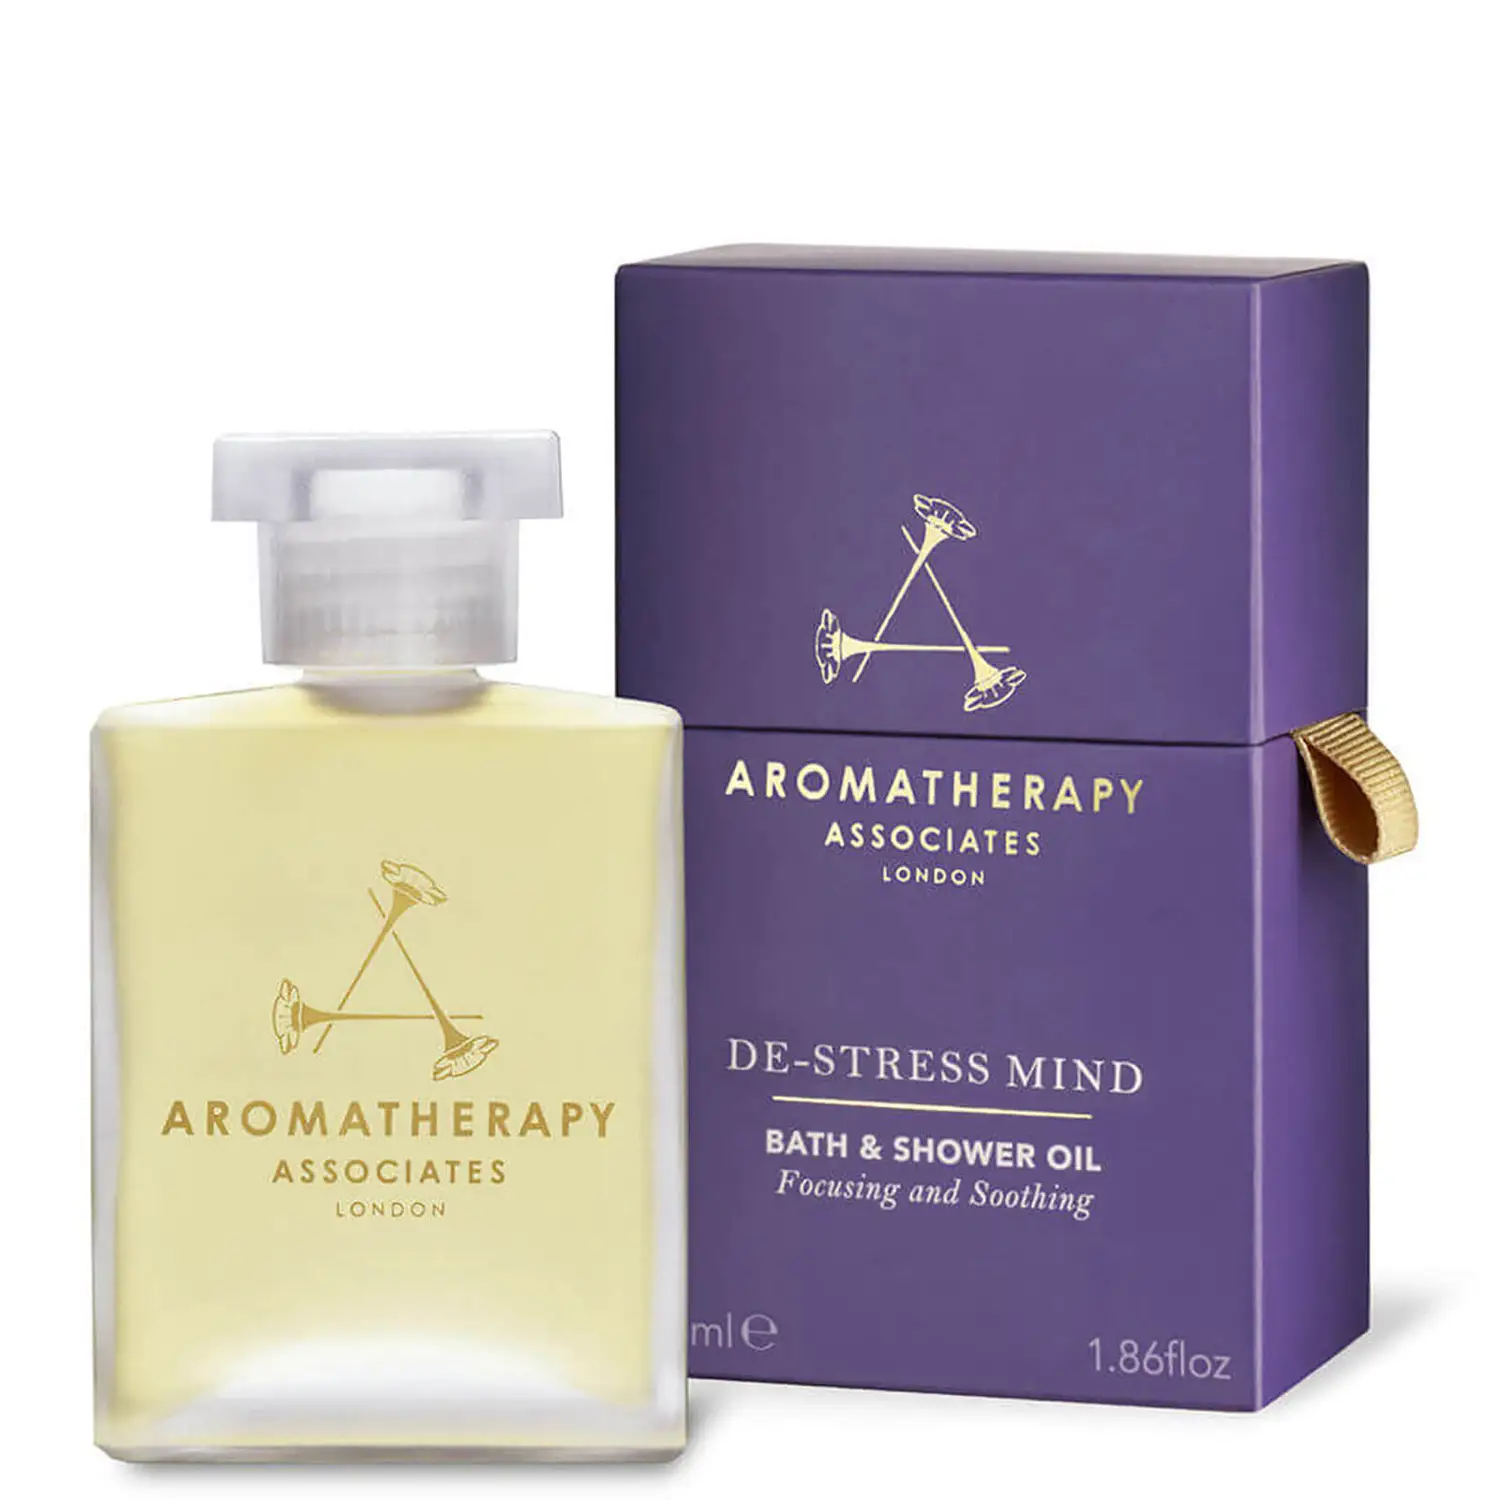 AROMATHERAPY
ASSOCIATES
LONDON
AROMATHERAPY
ASSOCIATES
LONDON
DE-STRESS MIND
BATH & SHOWER OIL
Focusing and Soothing
ml℮
1.86floz